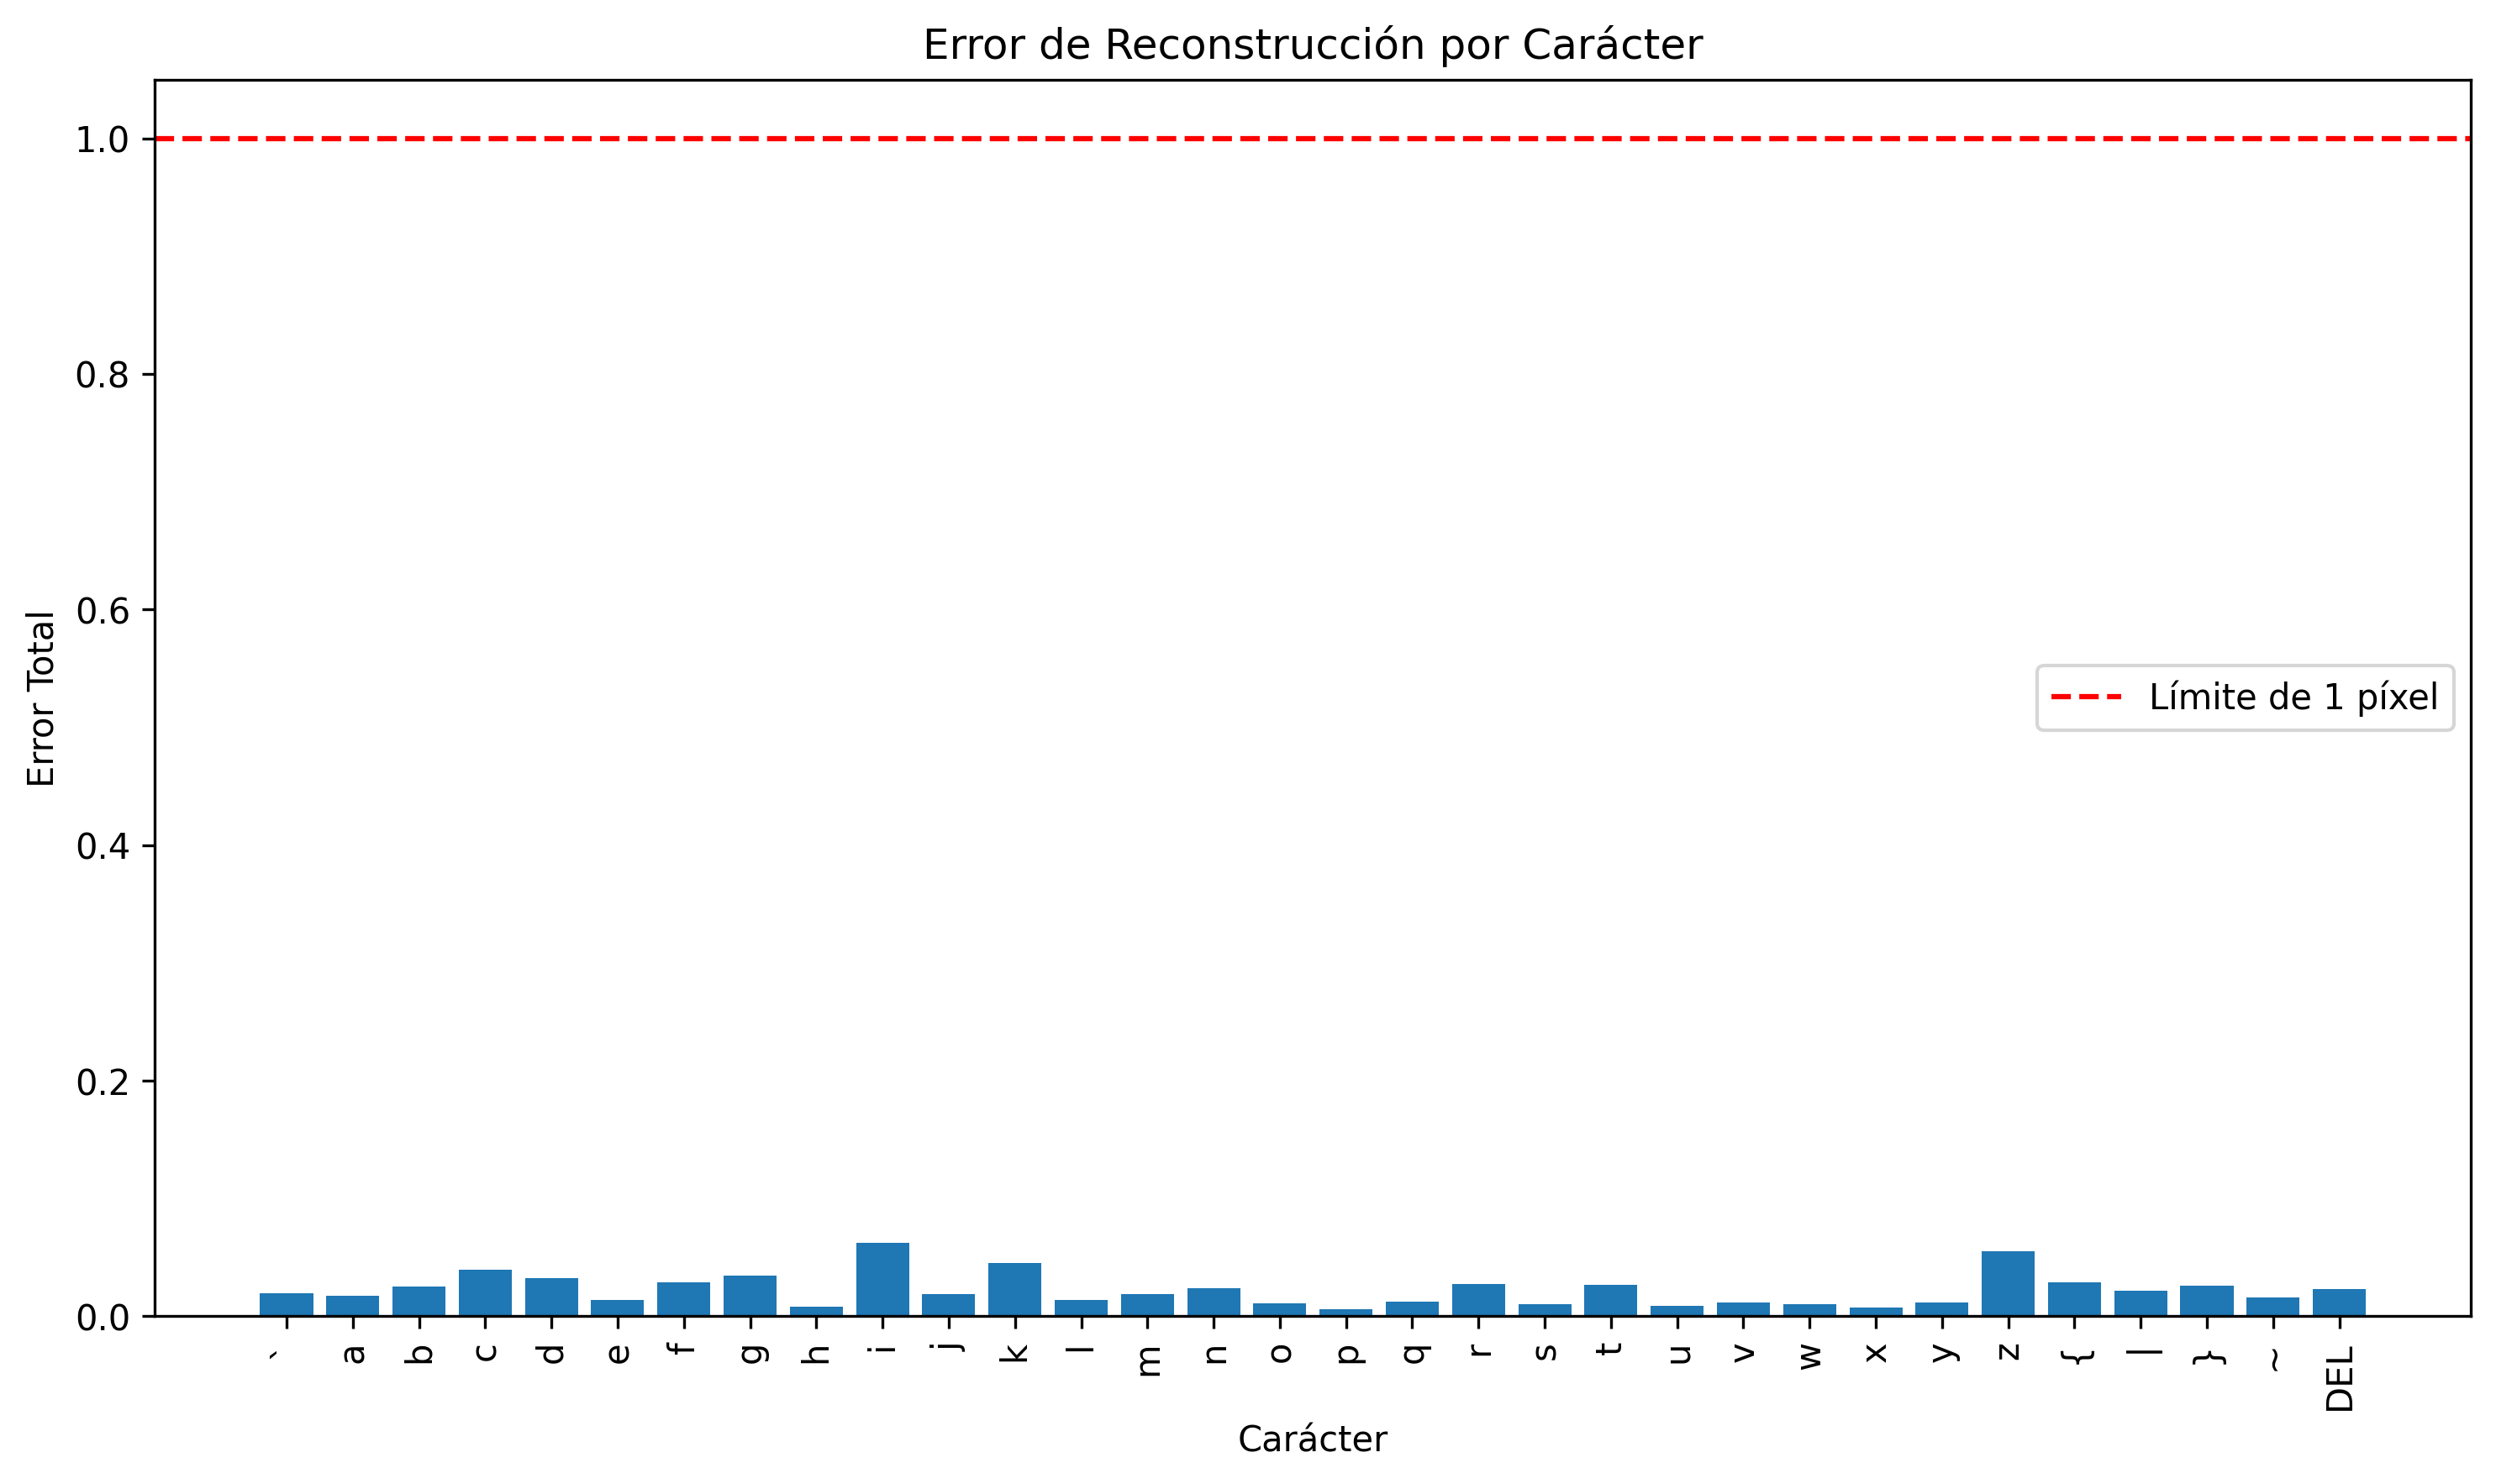 Error de Reconstrucción por Carácter
Error Total
1.0
0.8
0.6
0.4
0.2
0.0
Límite de 1 píxel
` a b c d e f g h i j k l m n o p q r s t u v w x y z { | } ~ DEL
Carácter